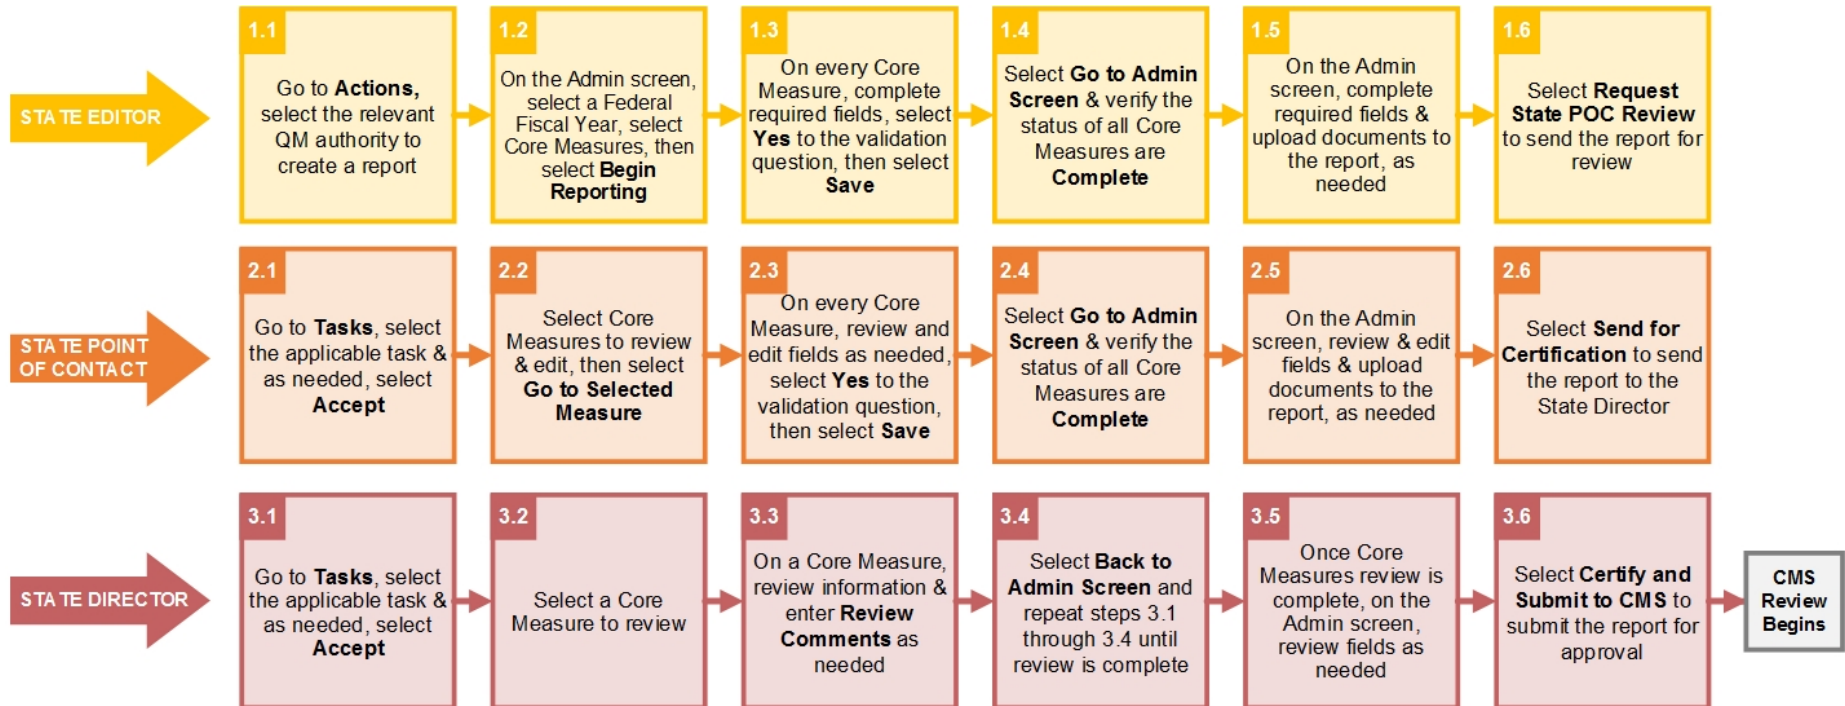 STATE EDITOR
1.1
Go to Actions,
select the relevant
QM authority to
create a report
1.2
On the Admin screen,
select a Federal
Fiscal Year, select
Core Measures, then
select Begin
Reporting
1.3
On every Core
Measure, complete
required fields, select
Yes to the validation
question, then select
Save
1.4
Select Go to Admin
Screen & verify the
status of all Core
Measures are
Complete
1.5
On the Admin
screen, complete
required fields &
upload documents to
the report, as
needed
1.6
Select Request
State POC Review
to send the report for
review
STATE POINT
OF CONTACT
2.1
Go to Tasks, select
the applicable task &
as needed, select
Accept
2.2
Select Core
Measures to review
& edit, then select
Go to Selected
Measure
2.3
On every Core
Measure, review and
edit fields as needed,
select Yes to the
validation question,
then select Save
2.4
Select Go to Admin
Screen & verify the
status of all Core
Measures are
Complete
2.5
On the Admin
screen, review & edit
fields & upload
documents to the
report, as needed
2.6
Select Send for
Certification to send
the report to the
State Director
STATE DIRECTOR
3.1
Go to Tasks, select
the applicable task &
as needed, select
Accept
3.2
Select a Core
Measure to review
3.3
On a Core Measure,
review information &
enter Review
Comments as
needed
3.4
Select Back to
Admin Screen and
repeat steps 3.1
through 3.4 until
review is complete
3.5
Once Core
Measures review is
complete, on the
Admin screen,
review fields as
needed
3.6
Select Certify and
Submit to CMS to
submit the report for
approval
CMS
Review
Begins